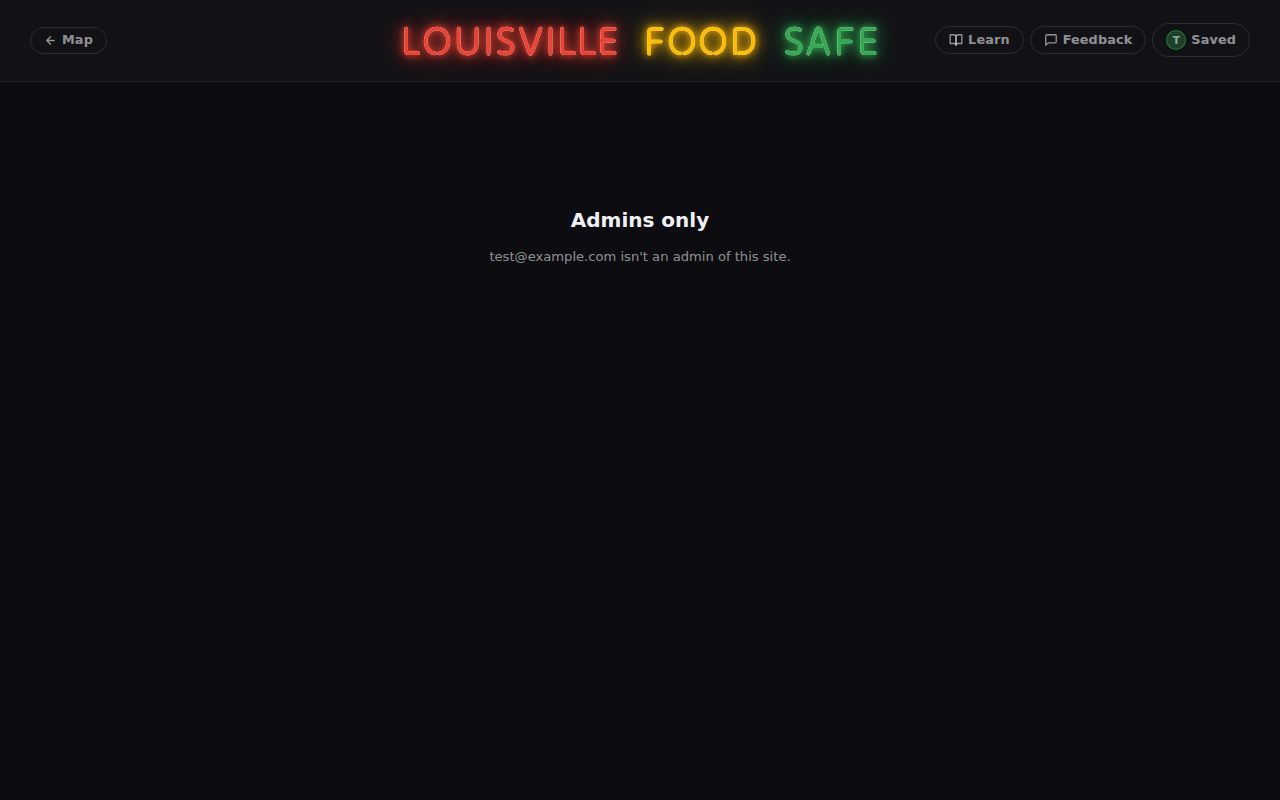 Map
LOUISVILLE FOOD SAFE
Learn
Feedback
T Saved
Admins only
test@example.com isn't an admin of this site.